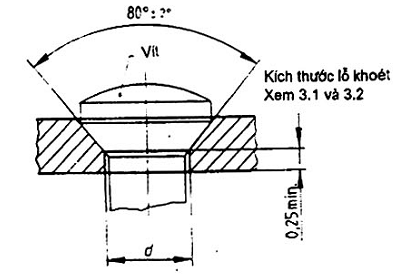 80° ± 2°
Vít
Kích thước lỗ khoét
Xem 3.1 và 3.2
0,25 min.
d